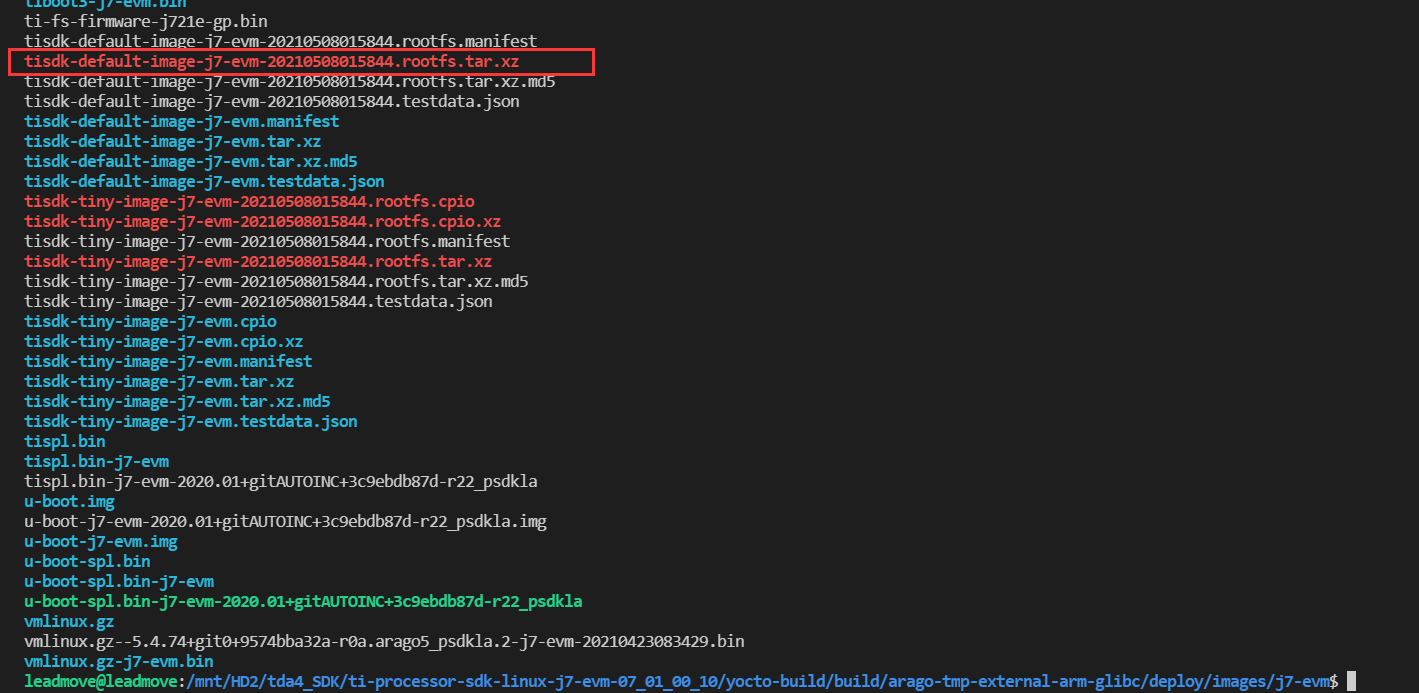 tiboot3-j7-evm.bin
ti-fs-firmware-j721e-gp.bin
tisdk-default-image-j7-evm-20210508015844.rootfs.manifest
tisdk-default-image-j7-evm-20210508015844.rootfs.tar.xz
tisdk-default-image-j7-evm-20210508015844.rootfs.tar.xz.md5
tisdk-default-image-j7-evm-20210508015844.testdata.json
tisdk-default-image-j7-evm.manifest
tisdk-default-image-j7-evm.tar.xz
tisdk-default-image-j7-evm.tar.xz.md5
tisdk-default-image-j7-evm.testdata.json
tisdk-tiny-image-j7-evm-20210508015844.rootfs.cpio
tisdk-tiny-image-j7-evm-20210508015844.rootfs.cpio.xz
tisdk-tiny-image-j7-evm-20210508015844.rootfs.manifest
tisdk-tiny-image-j7-evm-20210508015844.rootfs.tar.xz
tisdk-tiny-image-j7-evm-20210508015844.rootfs.tar.xz.md5
tisdk-tiny-image-j7-evm-20210508015844.testdata.json
tisdk-tiny-image-j7-evm.cpio
tisdk-tiny-image-j7-evm.cpio.xz
tisdk-tiny-image-j7-evm.manifest
tisdk-tiny-image-j7-evm.tar.xz
tisdk-tiny-image-j7-evm.tar.xz.md5
tisdk-tiny-image-j7-evm.testdata.json
tispl.bin
tispl.bin-j7-evm
tispl.bin-j7-evm-2020.01+gitAUTOINC+3c9ebdb87d-r22_psdkla
u-boot.img
u-boot-j7-evm-2020.01+gitAUTOINC+3c9ebdb87d-r22_psdkla.img
u-boot-j7-evm.img
u-boot-spl.bin
u-boot-spl.bin-j7-evm
u-boot-spl.bin-j7-evm-2020.01+gitAUTOINC+3c9ebdb87d-r22_psdkla
vmlinux.gz
vmlinux.gz--5.4.74+git0+9574bba32a-r0a.arago5_psdkla.2-j7-evm-20210423083429.bin
vmlinux.gz-j7-evm.bin
leadmove@leadmove:/mnt/HD2/tda4_SDK/ti-processor-sdk-linux-j7-evm-07_01_00_10/yocto-build/build/arago-tmp-external-arm-glibc/deploy/images/j7-evm$